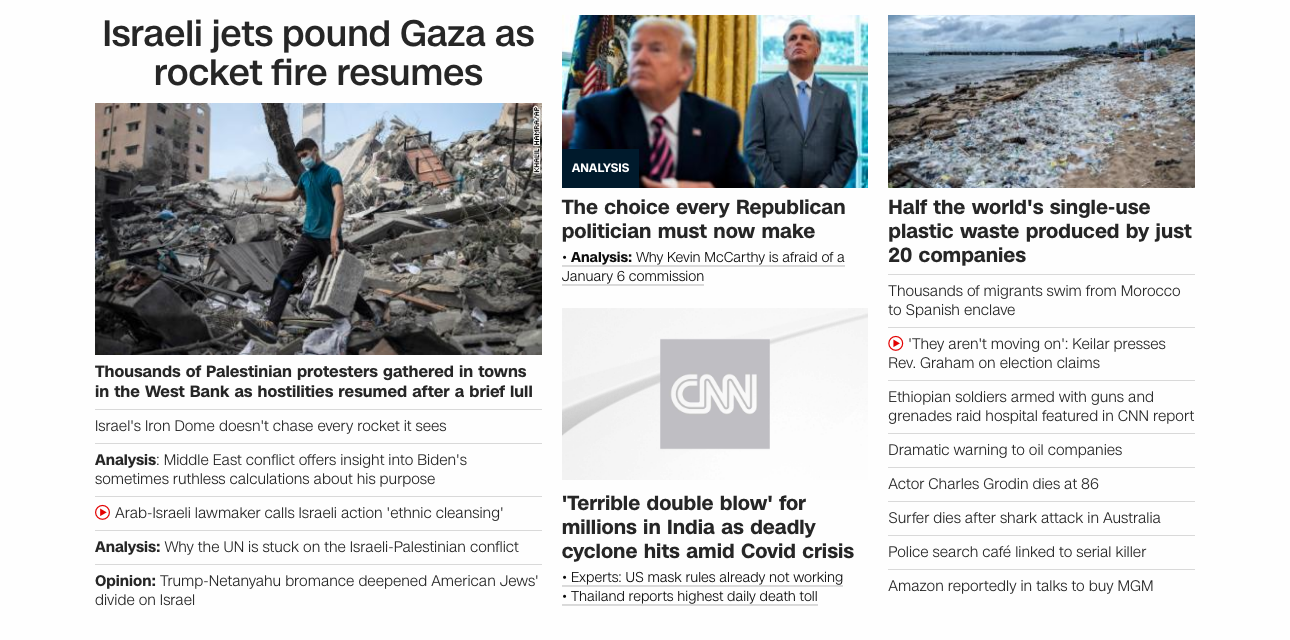 Israeli jets pound Gaza as
rocket fire resumes
KHALIL HAMRA/AP
Thousands of Palestinian protesters gathered in towns
in the West Bank as hostilities resumed after a brief lull
Israel's Iron Dome doesn't chase every rocket it sees
Analysis: Middle East conflict offers insight into Biden's
sometimes ruthless calculations about his purpose
Arab-Israeli lawmaker calls Israeli action 'ethnic cleansing'
Analysis: Why the UN is stuck on the Israeli-Palestinian conflict
Opinion: Trump-Netanyahu bromance deepened American Jews'
divide on Israel
ANALYSIS
The choice every Republican
politician must now make
• Analysis: Why Kevin McCarthy is afraid of a
January 6 commission
CNN
'Terrible double blow' for
millions in India as deadly
cyclone hits amid Covid crisis
• Experts: US mask rules already not working
• Thailand reports highest daily death toll
Half the world's single-use
plastic waste produced by just
20 companies
Thousands of migrants swim from Morocco
to Spanish enclave
'They aren't moving on': Keilar presses
Rev. Graham on election claims
Ethiopian soldiers armed with guns and
grenades raid hospital featured in CNN report
Dramatic warning to oil companies
Actor Charles Grodin dies at 86
Surfer dies after shark attack in Australia
Police search café linked to serial killer
Amazon reportedly in talks to buy MGM